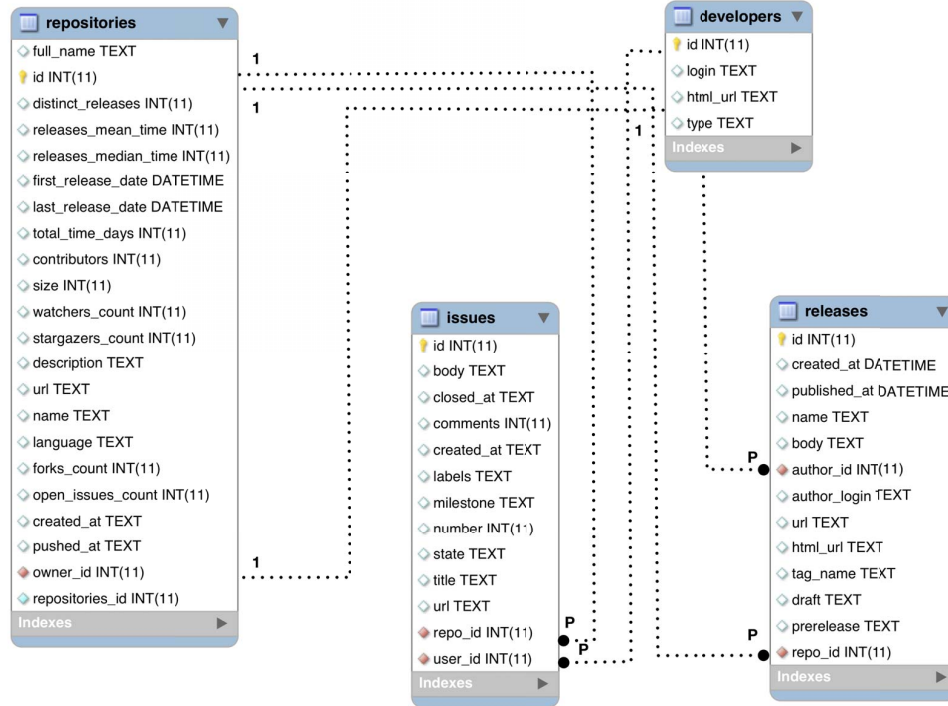 repositories
full_name TEXT
id INT(11)
distinct_releases INT(11)
releases_mean_time INT(11)
releases_median_time INT(11)
first_release_date DATETIME
last_release_date DATETIME
total_time_days INT(11)
contributors INT(11)
size INT(11)
watchers_count INT(11)
stargazers_count INT(11)
description TEXT
url TEXT
name TEXT
language TEXT
forks_count INT(11)
open_issues_count INT(11)
created_at TEXT
pushed_at TEXT
owner_id INT(11)
repositories_id INT(11)
Indexes
1
1
1
developers
id INT(11)
login TEXT
html_url TEXT
type TEXT
Indexes
1
issues
id INT(11)
body TEXT
closed_at TEXT
comments INT(11)
created_at TEXT
labels TEXT
milestone TEXT
number INT(11)
state TEXT
title TEXT
url TEXT
repo_id INT(11)
user_id INT(11)
Indexes
P
P
releases
id INT(11)
created_at DATETIME
published_at DATETIME
name TEXT
body TEXT
author_id INT(11)
author_login TEXT
url TEXT
html_url TEXT
tag_name TEXT
draft TEXT
prerelease TEXT
repo_id INT(11)
Indexes
P
P